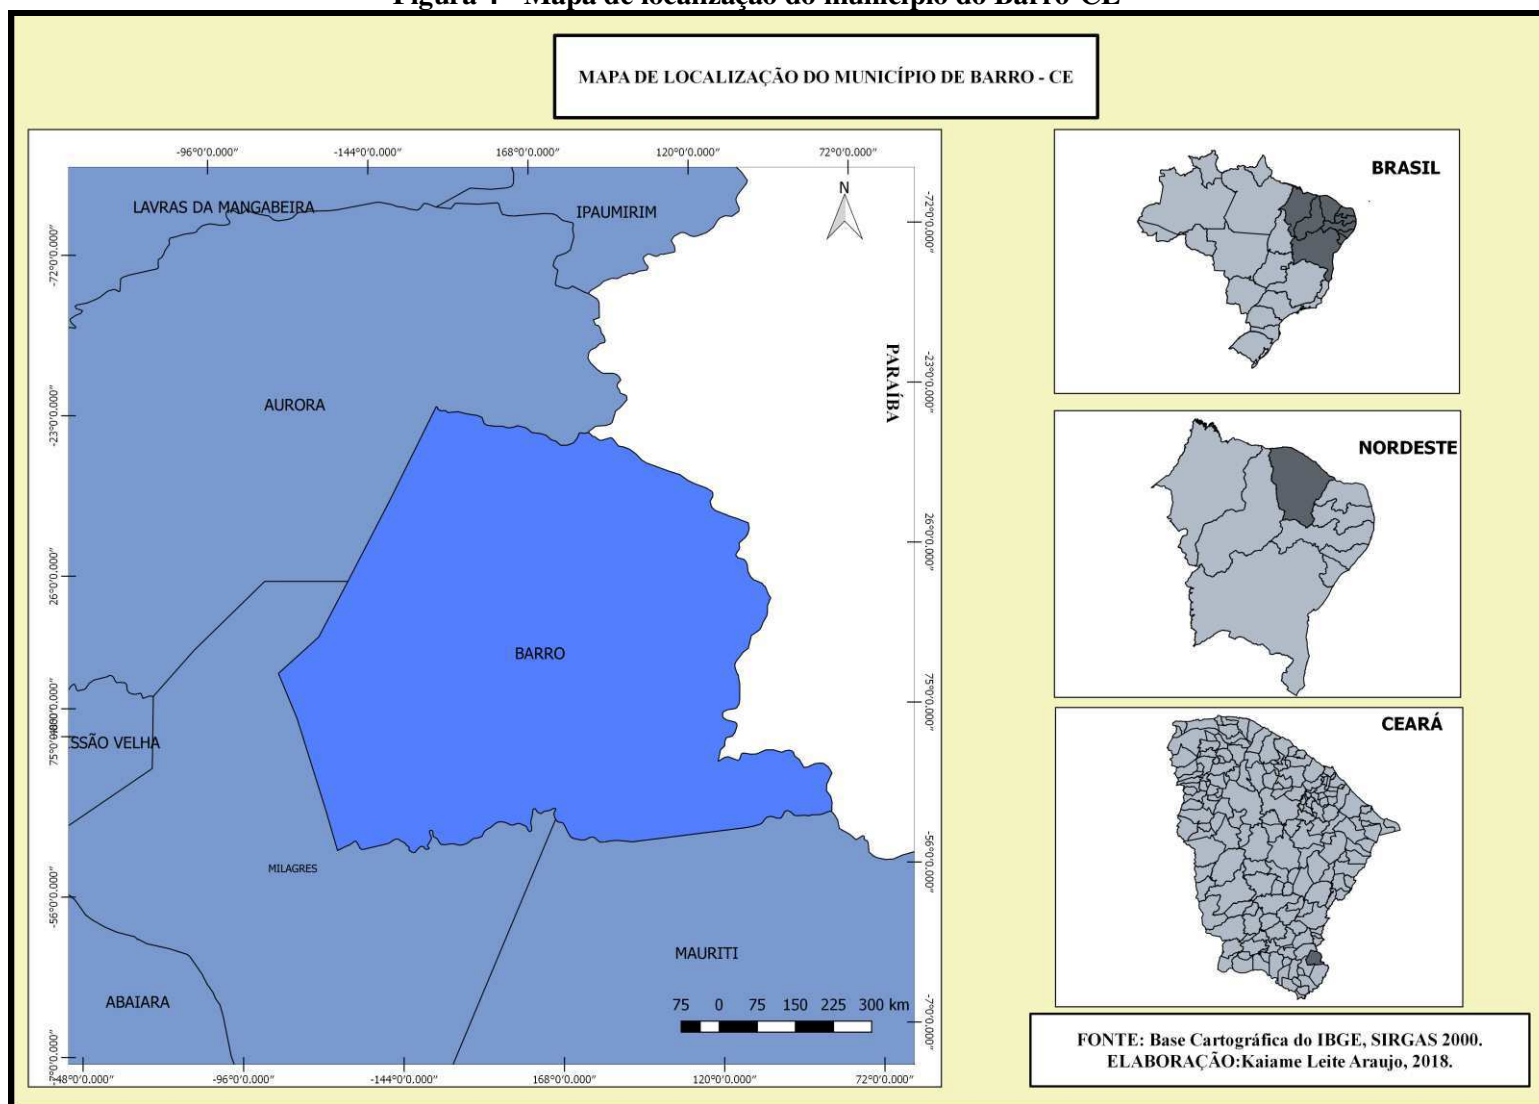 Figura 4 - Mapa de localização do município do Barro-CE
MAPA DE LOCALIZAÇÃO DO MUNICÍPIO DE BARRO - CE
-96°0'0.000" -144°0'0.000" 168°0'0.000" 120°0'0.000" 72°0'0.000"
N
LAVRAS DA MANGABEIRA
IPAUMIRIM
-72°0'0.000"
-72°0'0.000"
PARAÍBA
-23°0'0.000"
AURORA
-23°0'0.000"
26°0'0.000"
26°0'0.000"
BARRO
75°0'0.000"
SSÃO VELHA
75°0'0.000"
MILAGRES
-56°0'0.000"
-56°0'0.000"
MAURITI
ABAIARA
75 0 75 150 225 300 km
-7°0'0.000"
-7°0'0.000"
-48°0'0.000" -96°0'0.000" -144°0'0.000" 168°0'0.000" 120°0'0.000" 72°0'0.000"
BRASIL
NORDESTE
CEARÁ
FONTE: Base Cartográfica do IBGE, SIRGAS 2000.
ELABORAÇÃO:Kaiame Leite Araujo, 2018.